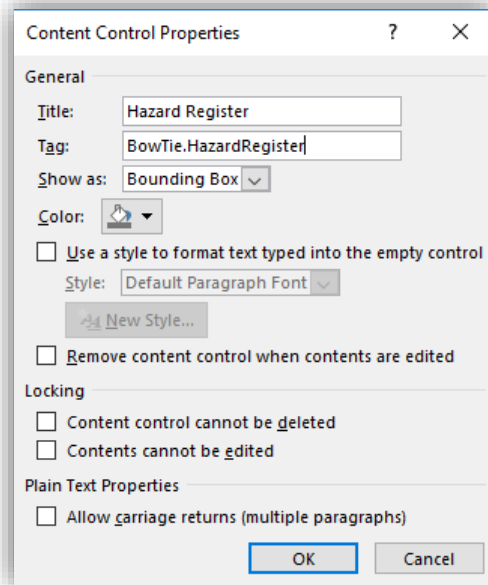 Content Control Properties ? ×
General
Title: Hazard Register
Tag: BowTie.HazardRegister
Show as: Bounding Box
Color:
Use a style to format text typed into the empty control
Style: Default Paragraph Font
New Style...
Remove content control when contents are edited
Locking
Content control cannot be deleted
Contents cannot be edited
Plain Text Properties
Allow carriage returns (multiple paragraphs)
OK Cancel